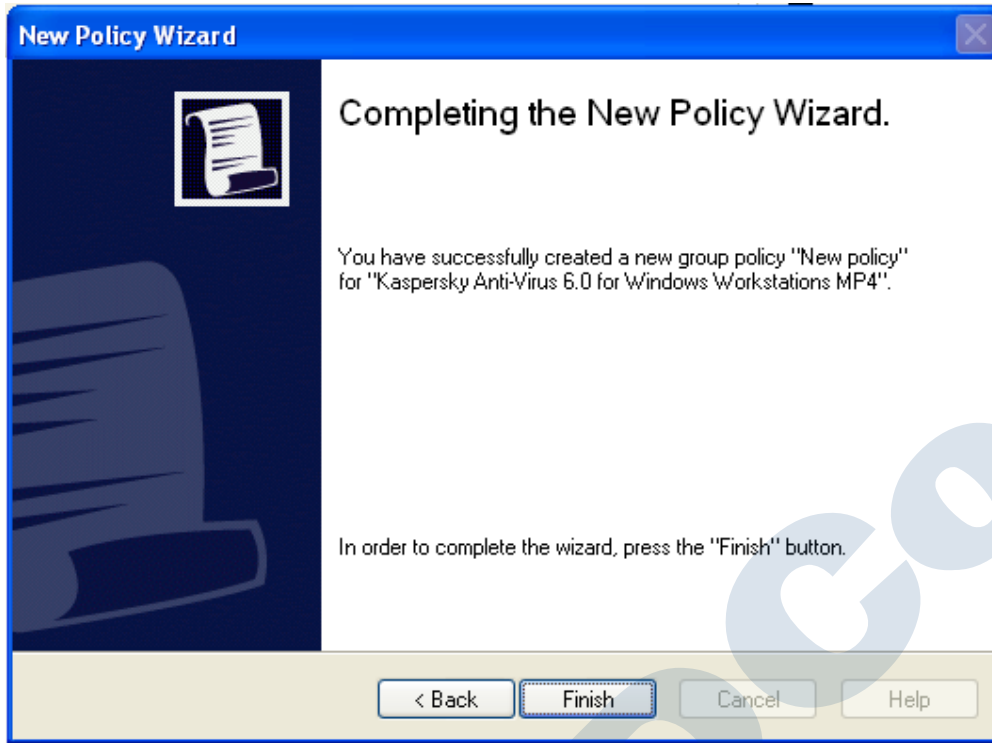 New Policy Wizard
Completing the New Policy Wizard.
You have successfully created a new group policy "New policy"
for "Kaspersky Anti-Virus 6.0 for Windows Workstations MP4".
In order to complete the wizard, press the "Finish" button.
< Back Finish Cancel Help